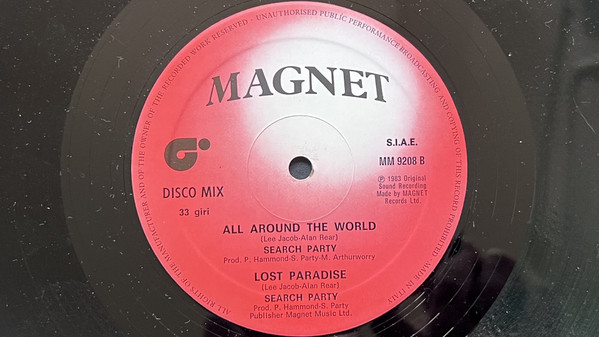 ALL RIGHTS OF THE MANUFACTURER AND OF THE OWNER OF THE RECORDED WORK RESERVED - UNAUTHORISED PUBLIC PERFORMANCE BROADCASTING AND COPYING OF THIS RECORD PROHIBITED - MADE IN ITALY
MAGNET
S.I.A.E.
MM 9208 B
DISCO MIX
33 giri
℗ 1983 Original
Sound Recording
Made by MAGNET
Records Ltd.
ALL AROUND THE WORLD
(Lee Jacob-Alan Rear)
SEARCH PARTY
Prod. P. Hammond-S. Party-M. Arthurworry
LOST PARADISE
(Lee Jacob-Alan Rear)
SEARCH PARTY
Prod. P. Hammond-S. Party
Publisher Magnet Music Ltd.